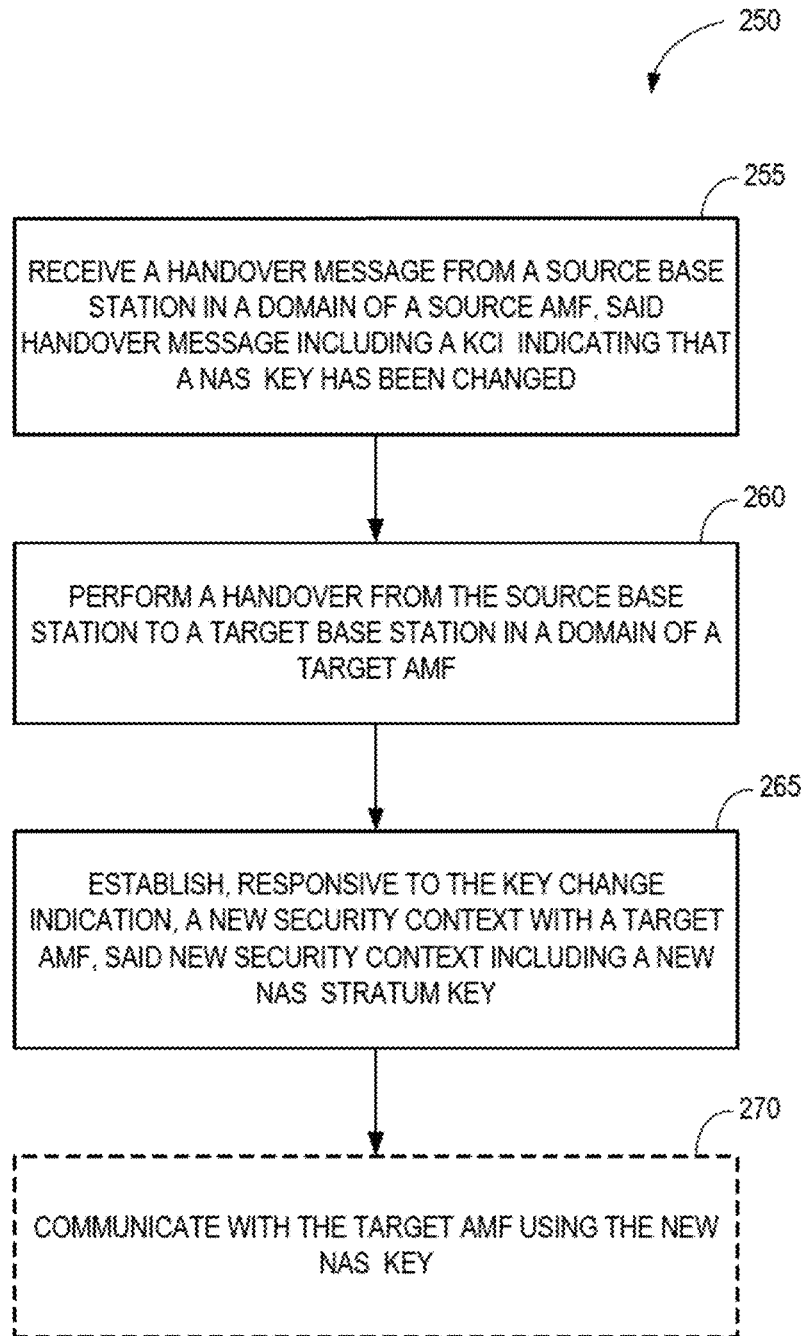 250
255
RECEIVE A HANDOVER MESSAGE FROM A SOURCE BASE
STATION IN A DOMAIN OF A SOURCE AMF, SAID
HANDOVER MESSAGE INCLUDING A KCI INDICATING THAT
A NAS KEY HAS BEEN CHANGED
260
PERFORM A HANDOVER FROM THE SOURCE BASE
STATION TO A TARGET BASE STATION IN A DOMAIN OF A
TARGET AMF
265
ESTABLISH, RESPONSIVE TO THE KEY CHANGE
INDICATION, A NEW SECURITY CONTEXT WITH A TARGET
AMF, SAID NEW SECURITY CONTEXT INCLUDING A NEW
NAS STRATUM KEY
270
COMMUNICATE WITH THE TARGET AMF USING THE NEW
NAS KEY